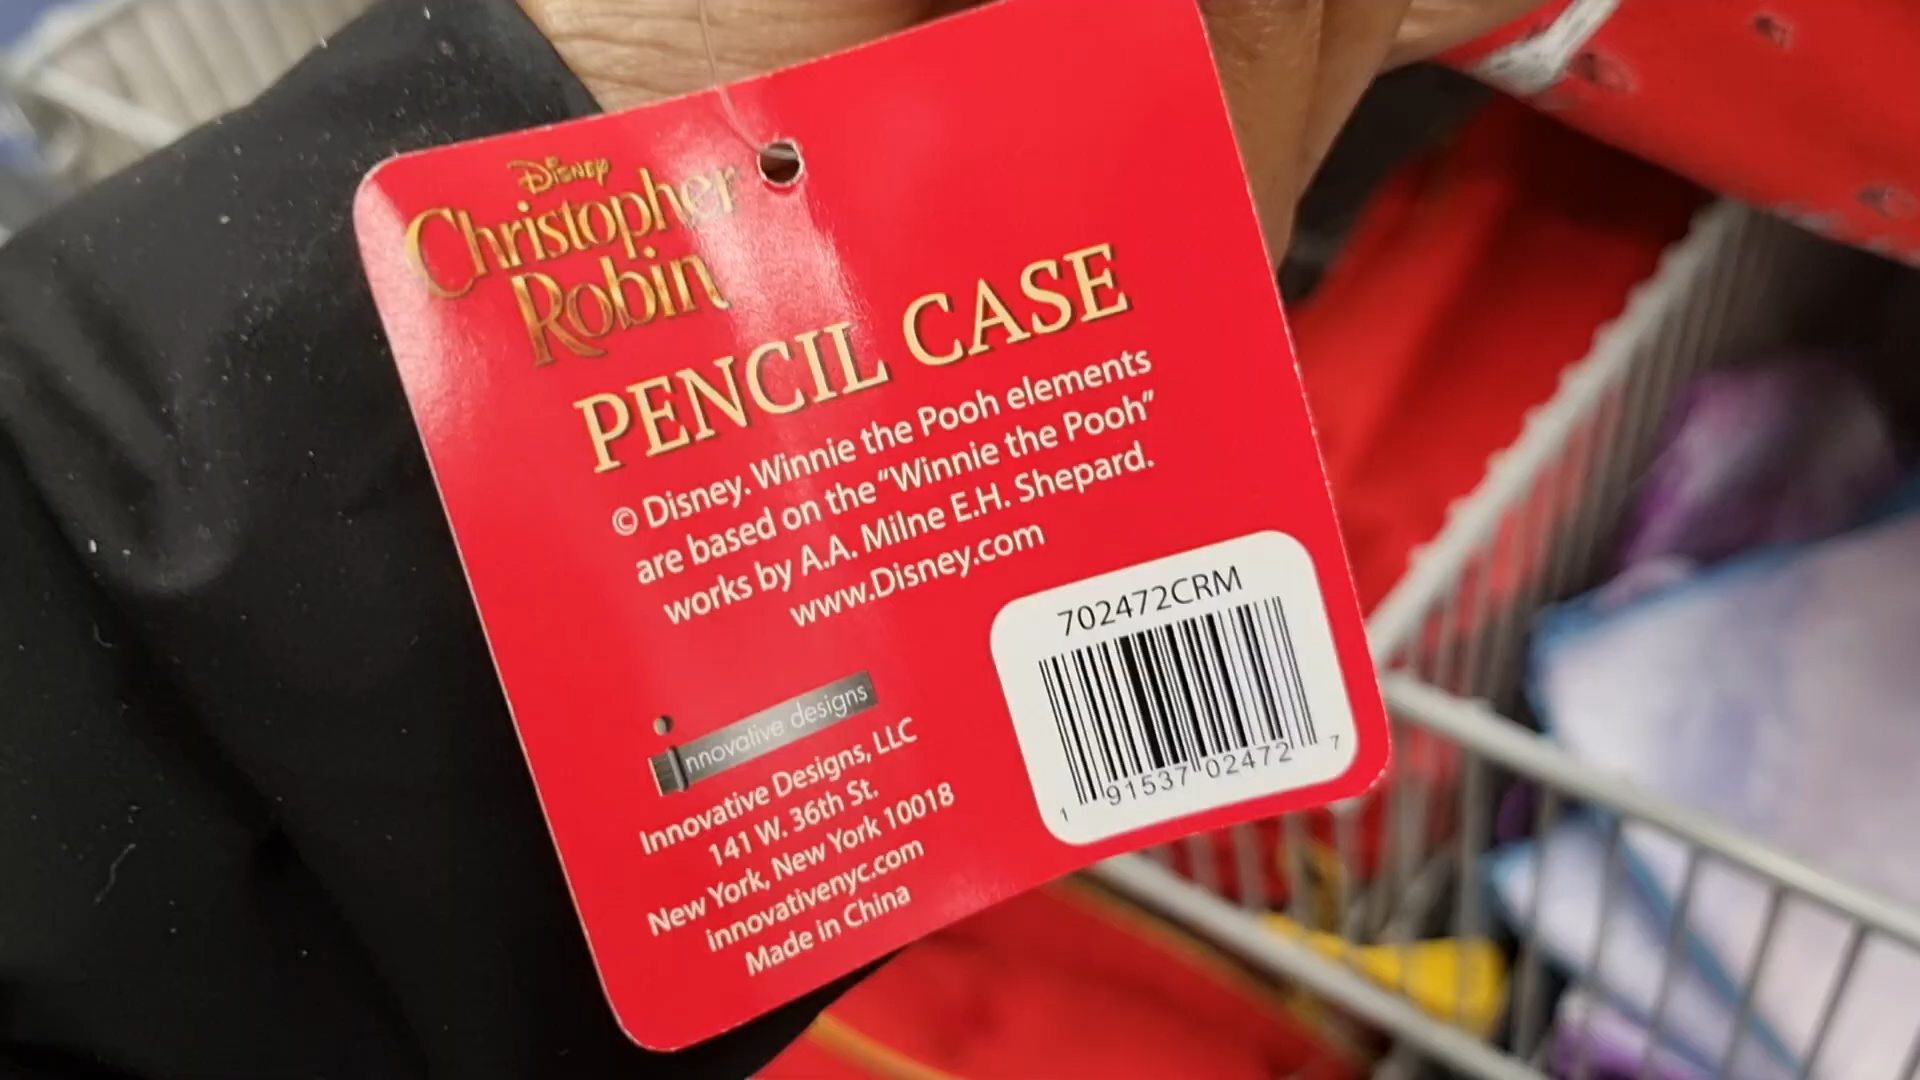 Disney
Christopher
Robin
PENCIL CASE
© Disney. Winnie the Pooh elements
are based on the "Winnie the Pooh"
works by A.A. Milne E.H. Shepard.
www.Disney.com
702472CRM
1 91537 02472 7
innovative designs
Innovative Designs, LLC
141 W. 36th St.
New York, New York 10018
innovativenyc.com
Made in China